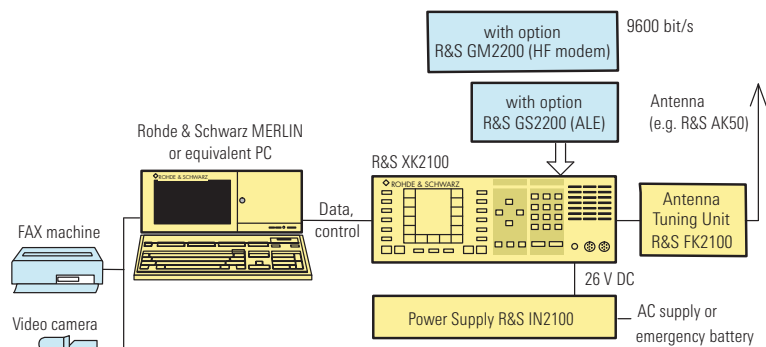 with option
R&S GM2200 (HF modem)
9600 bit/s
with option
R&S GS2200 (ALE)
Antenna
(e.g. R&S AK50)
Rohde & Schwarz MERLIN
or equivalent PC
R&S XK2100
ROHDE & SCHWARZ
ROHDE & SCHWARZ
Data,
control
Antenna
Tuning Unit
R&S FK2100
FAX machine
26 V DC
Video camera
Power Supply R&S IN2100
AC supply or
emergency battery